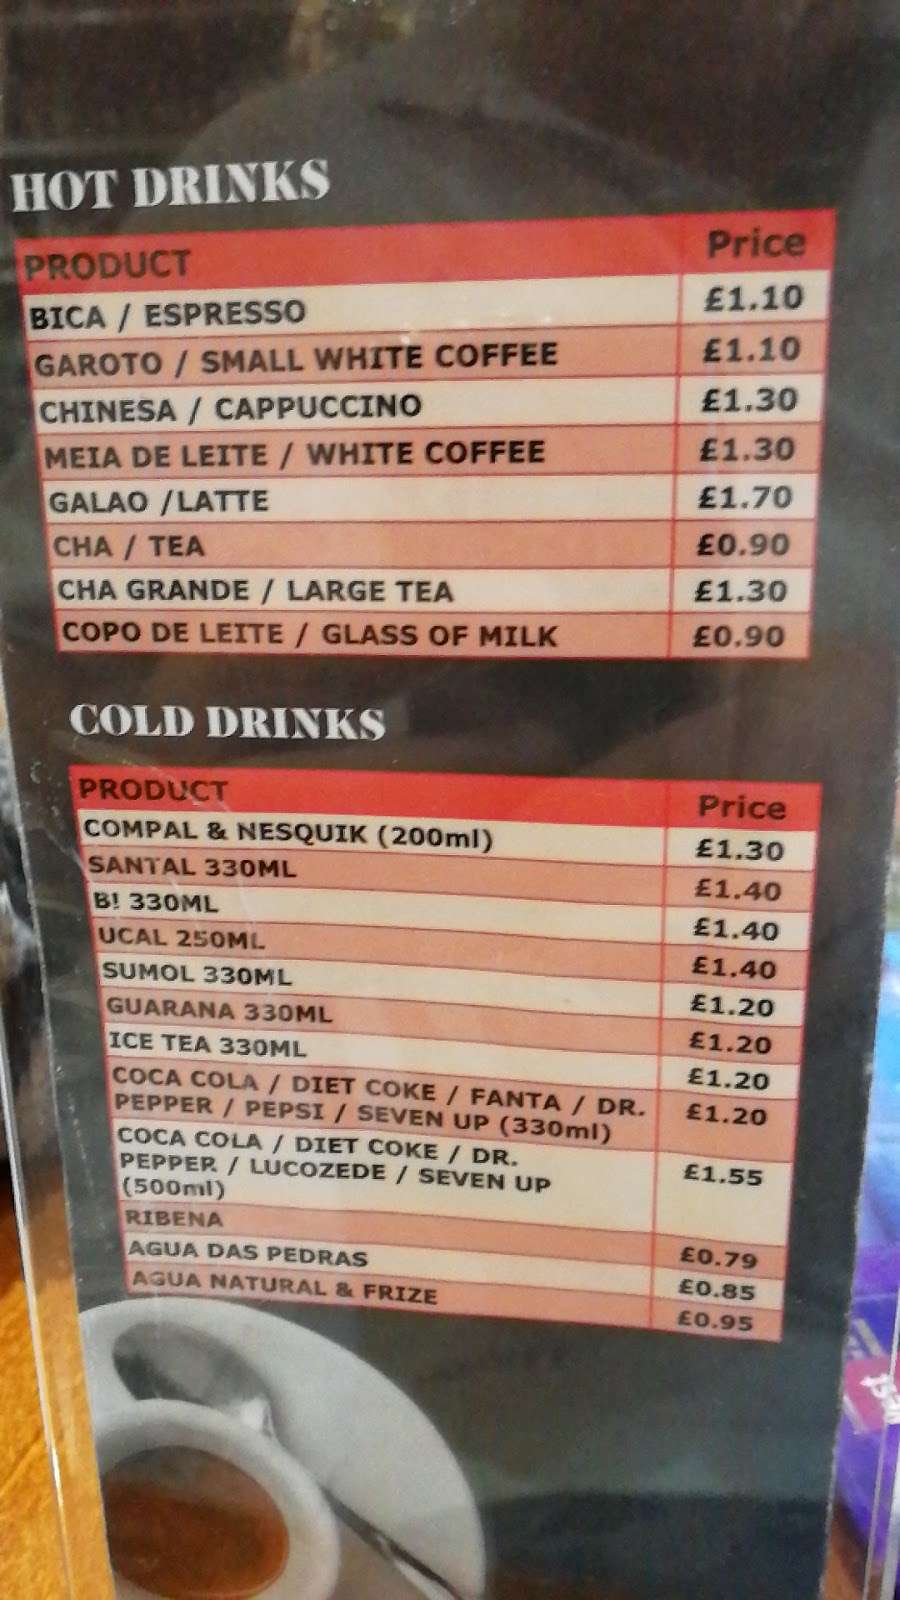 HOT DRINKS
PRODUCT Price
BICA / ESPRESSO £1.10
GAROTO / SMALL WHITE COFFEE £1.10
CHINESA / CAPPUCCINO £1.30
MEIA DE LEITE / WHITE COFFEE £1.30
GALAO /LATTE £1.70
CHA / TEA £0.90
CHA GRANDE / LARGE TEA £1.30
COPO DE LEITE / GLASS OF MILK £0.90
COLD DRINKS
PRODUCT Price
COMPAL & NESQUIK (200ml) £1.30
SANTAL 330ML £1.40
B! 330ML £1.40
UCAL 250ML £1.40
SUMOL 330ML £1.20
GUARANA 330ML £1.20
ICE TEA 330ML £1.20
COCA COLA / DIET COKE / FANTA / DR. £1.20
PEPPER / PEPSI / SEVEN UP (330ml)
COCA COLA / DIET COKE / DR. £1.55
PEPPER / LUCOZEDE / SEVEN UP
(500ml)
RIBENA £0.79
AGUA DAS PEDRAS £0.85
AGUA NATURAL & FRIZE £0.95